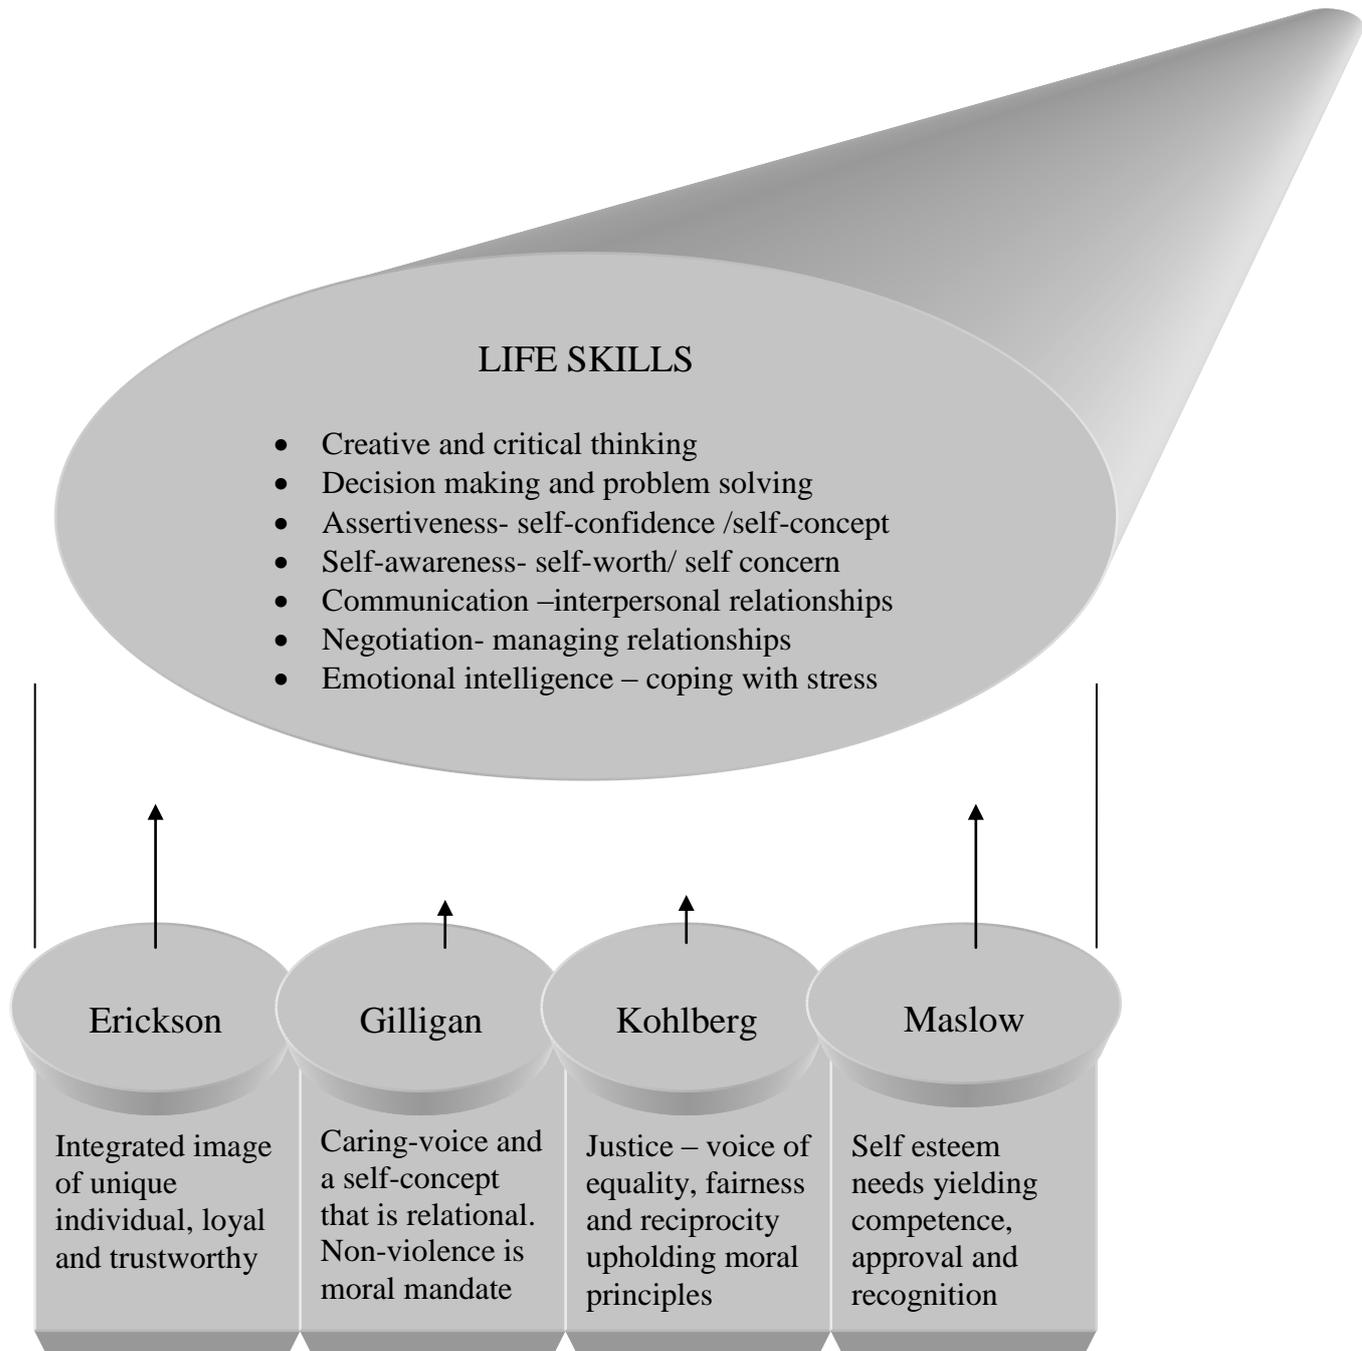 LIFE SKILLS
• Creative and critical thinking
• Decision making and problem solving
• Assertiveness- self-confidence /self-concept
• Self-awareness- self-worth/ self concern
• Communication –interpersonal relationships
• Negotiation- managing relationships
• Emotional intelligence – coping with stress
Erickson
Integrated image
of unique
individual, loyal
and trustworthy
Gilligan
Caring-voice and
a self-concept
that is relational.
Non-violence is
moral mandate
Kohlberg
Justice – voice of
equality, fairness
and reciprocity
upholding moral
principles
Maslow
Self esteem
needs yielding
competence,
approval and
recognition